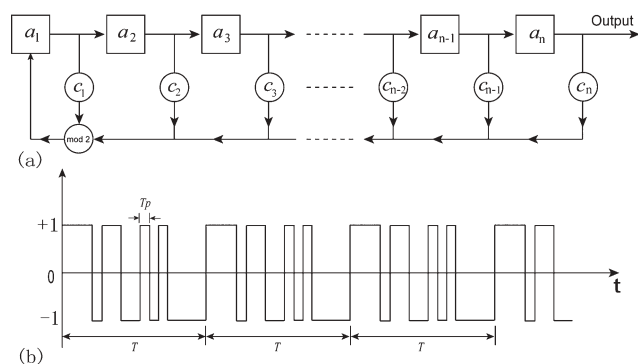 Output
a1 a2 a3 an-1 an
c1 c2 c3 cn-2 cn-1 cn
mod 2
(a)
Tp
+1
0
t
−1
T T T
(b)